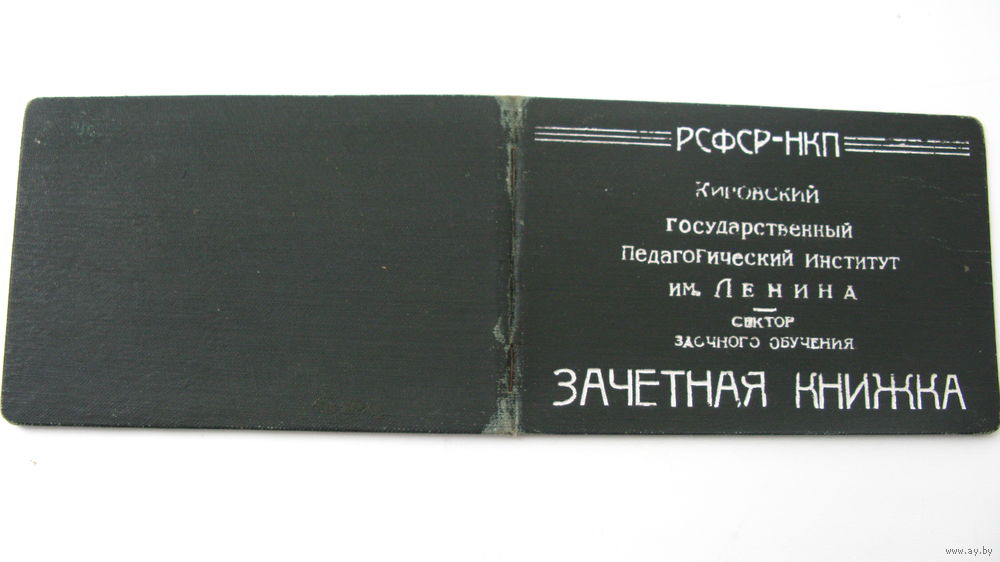 РСФСР-НКП
Кировский
государственный
Педагогический институт
им. Ленина
сектор
заочного обучения
ЗАЧЕТНАЯ КНИЖКА
www.ay.by